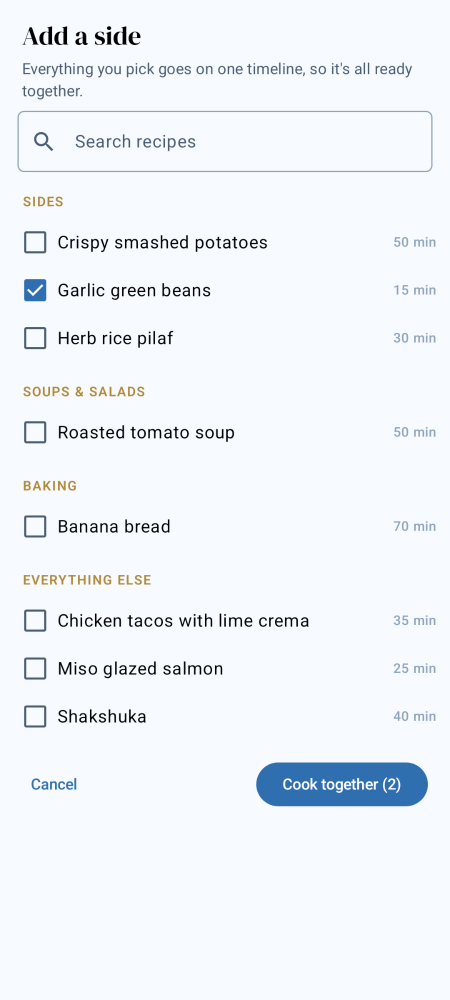 Add a side
Everything you pick goes on one timeline, so it's all ready
together.
Search recipes
SIDES
Crispy smashed potatoes 50 min
Garlic green beans 15 min
Herb rice pilaf 30 min
SOUPS & SALADS
Roasted tomato soup 50 min
BAKING
Banana bread 70 min
EVERYTHING ELSE
Chicken tacos with lime crema 35 min
Miso glazed salmon 25 min
Shakshuka 40 min
Cancel Cook together (2)